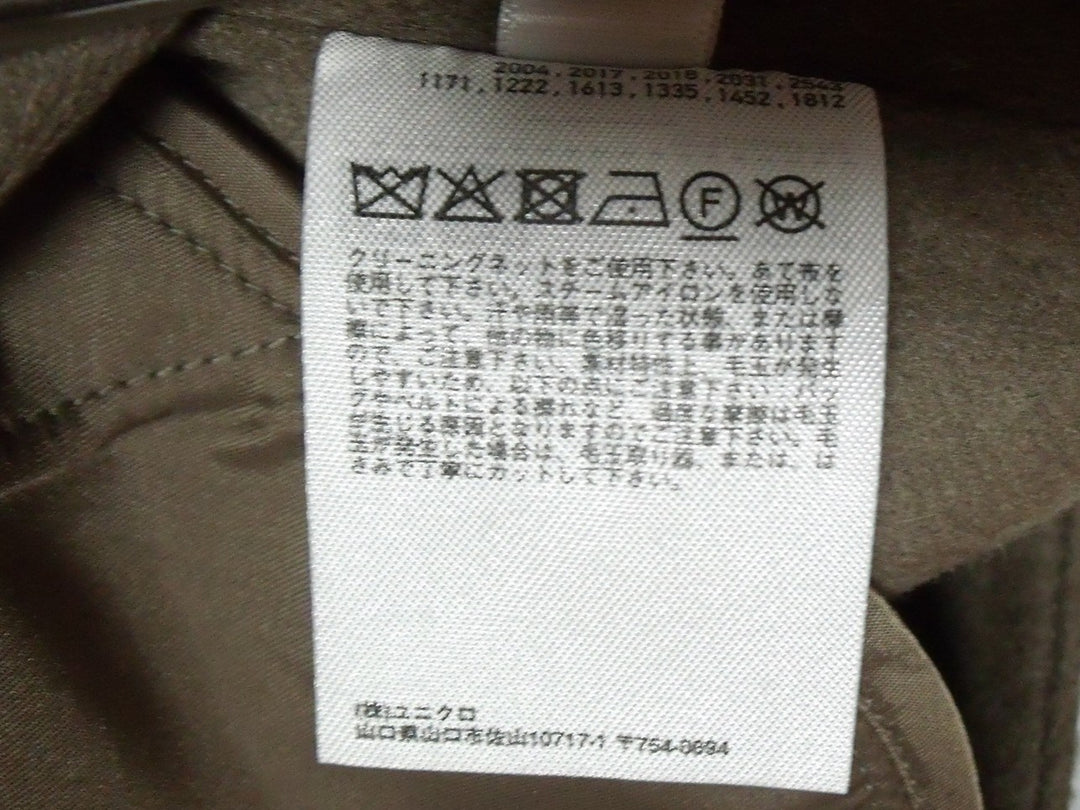 2004,2017,2018,2031,2543
1171,1222,1613,1335,1452,1812
F
W
クリーニングネットをご使用下さい。あて布を
使用して下さい。スチームアイロンを使用しな
いで下さい。汗や雨等で湿った状態、または摩
擦によって、他の物に色移りする事があります
ので、ご注意下さい。素材特性上、毛玉が発生
しやすいため、以下の点にご注意下さい。バッ
グやベルトによる擦れなど、過度な摩擦は毛玉
が生じる原因となりますのでご注意下さい。毛
玉が発生した場合は、毛玉取り器、または、は
さみで丁寧にカットして下さい。
(株)ユニクロ
山口県山口市佐山10717-1 〒754-0894